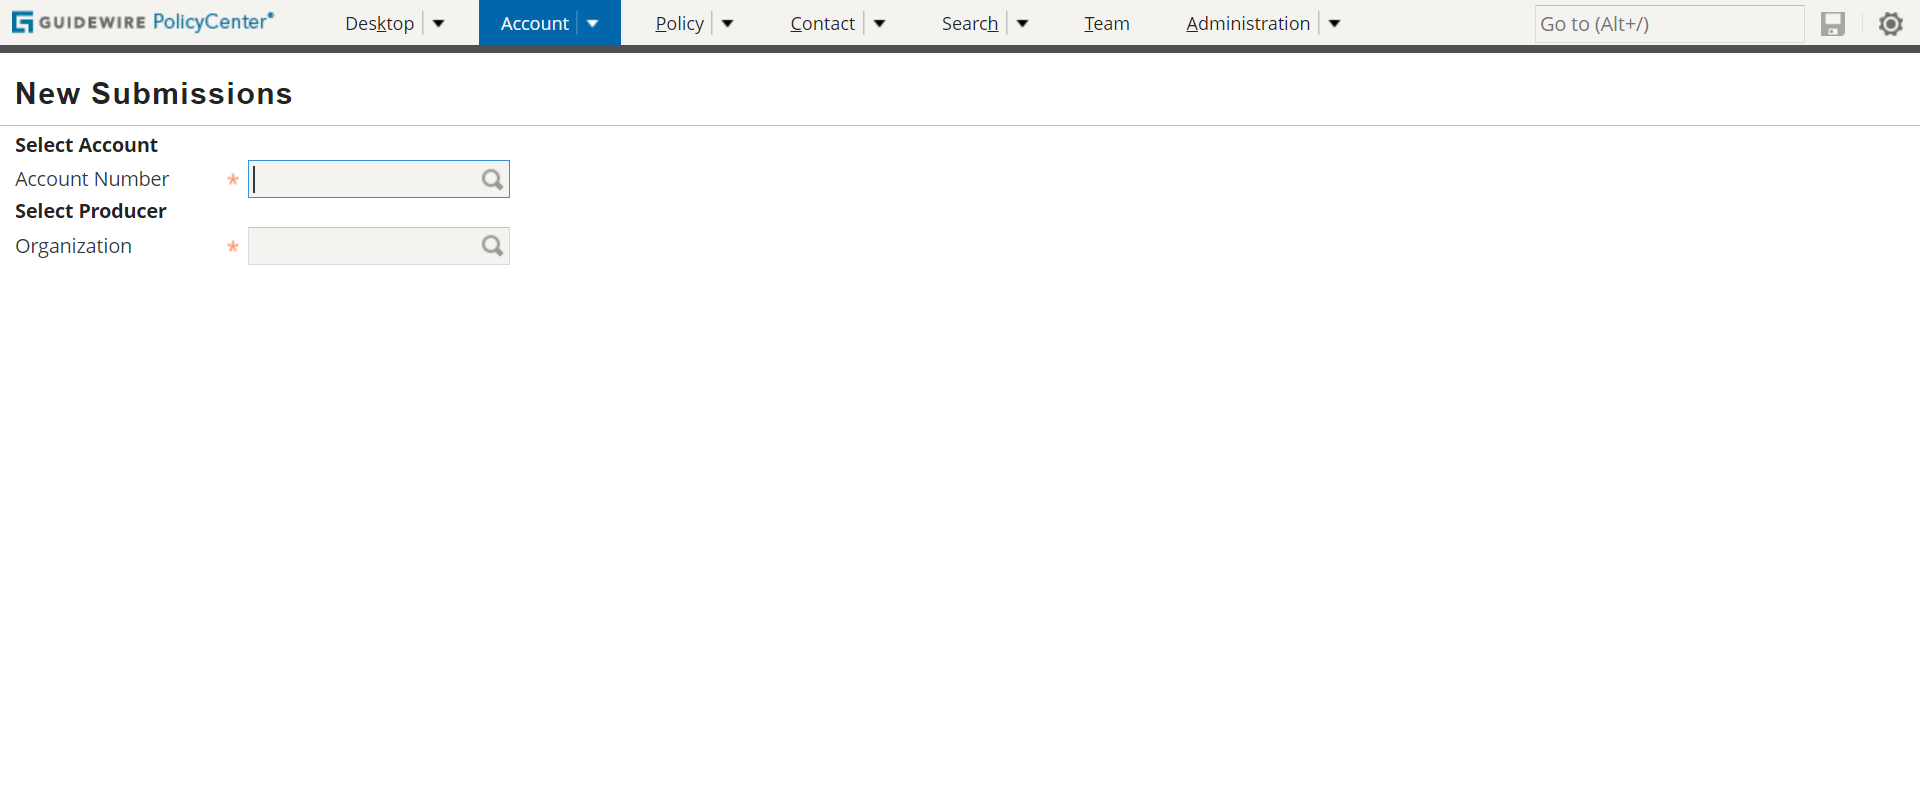 GUIDEWIRE PolicyCenter® Desktop Account Policy Contact Search Team Administration Go to (Alt+/)
New Submissions
Select Account
Account Number *
Select Producer
Organization *